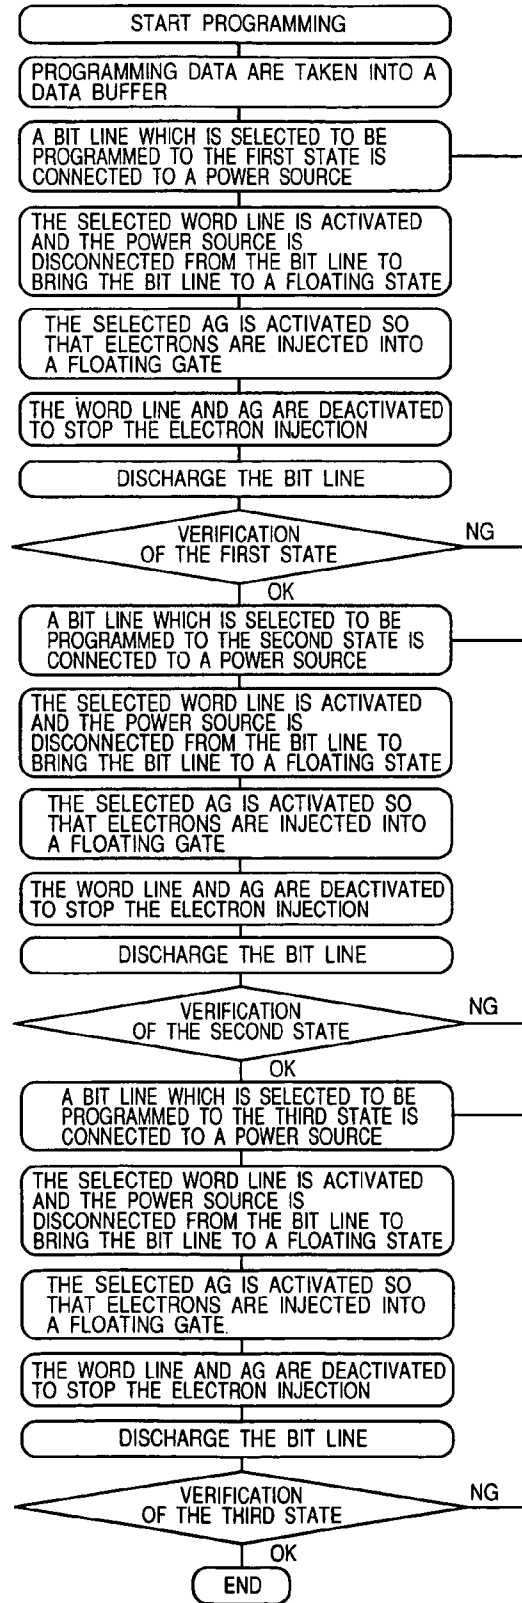 START PROGRAMMING
PROGRAMMING DATA ARE TAKEN INTO A
DATA BUFFER
A BIT LINE WHICH IS SELECTED TO BE
PROGRAMMED TO THE FIRST STATE IS
CONNECTED TO A POWER SOURCE
THE SELECTED WORD LINE IS ACTIVATED
AND THE POWER SOURCE IS
DISCONNECTED FROM THE BIT LINE TO
BRING THE BIT LINE TO A FLOATING STATE
THE SELECTED AG IS ACTIVATED SO
THAT ELECTRONS ARE INJECTED INTO
A FLOATING GATE
THE WORD LINE AND AG ARE DEACTIVATED
TO STOP THE ELECTRON INJECTION
DISCHARGE THE BIT LINE
VERIFICATION
OF THE FIRST STATE
NG
OK
A BIT LINE WHICH IS SELECTED TO BE
PROGRAMMED TO THE SECOND STATE IS
CONNECTED TO A POWER SOURCE
THE SELECTED WORD LINE IS ACTIVATED
AND THE POWER SOURCE IS
DISCONNECTED FROM THE BIT LINE TO
BRING THE BIT LINE TO A FLOATING STATE
THE SELECTED AG IS ACTIVATED SO
THAT ELECTRONS ARE INJECTED INTO
A FLOATING GATE
THE WORD LINE AND AG ARE DEACTIVATED
TO STOP THE ELECTRON INJECTION
DISCHARGE THE BIT LINE
VERIFICATION
OF THE SECOND STATE
NG
OK
A BIT LINE WHICH IS SELECTED TO BE
PROGRAMMED TO THE THIRD STATE IS
CONNECTED TO A POWER SOURCE
THE SELECTED WORD LINE IS ACTIVATED
AND THE POWER SOURCE IS
DISCONNECTED FROM THE BIT LINE TO
BRING THE BIT LINE TO A FLOATING STATE
THE SELECTED AG IS ACTIVATED SO
THAT ELECTRONS ARE INJECTED INTO
A FLOATING GATE.
THE WORD LINE AND AG ARE DEACTIVATED
TO STOP THE ELECTRON INJECTION
DISCHARGE THE BIT LINE
VERIFICATION
OF THE THIRD STATE
NG
OK
END